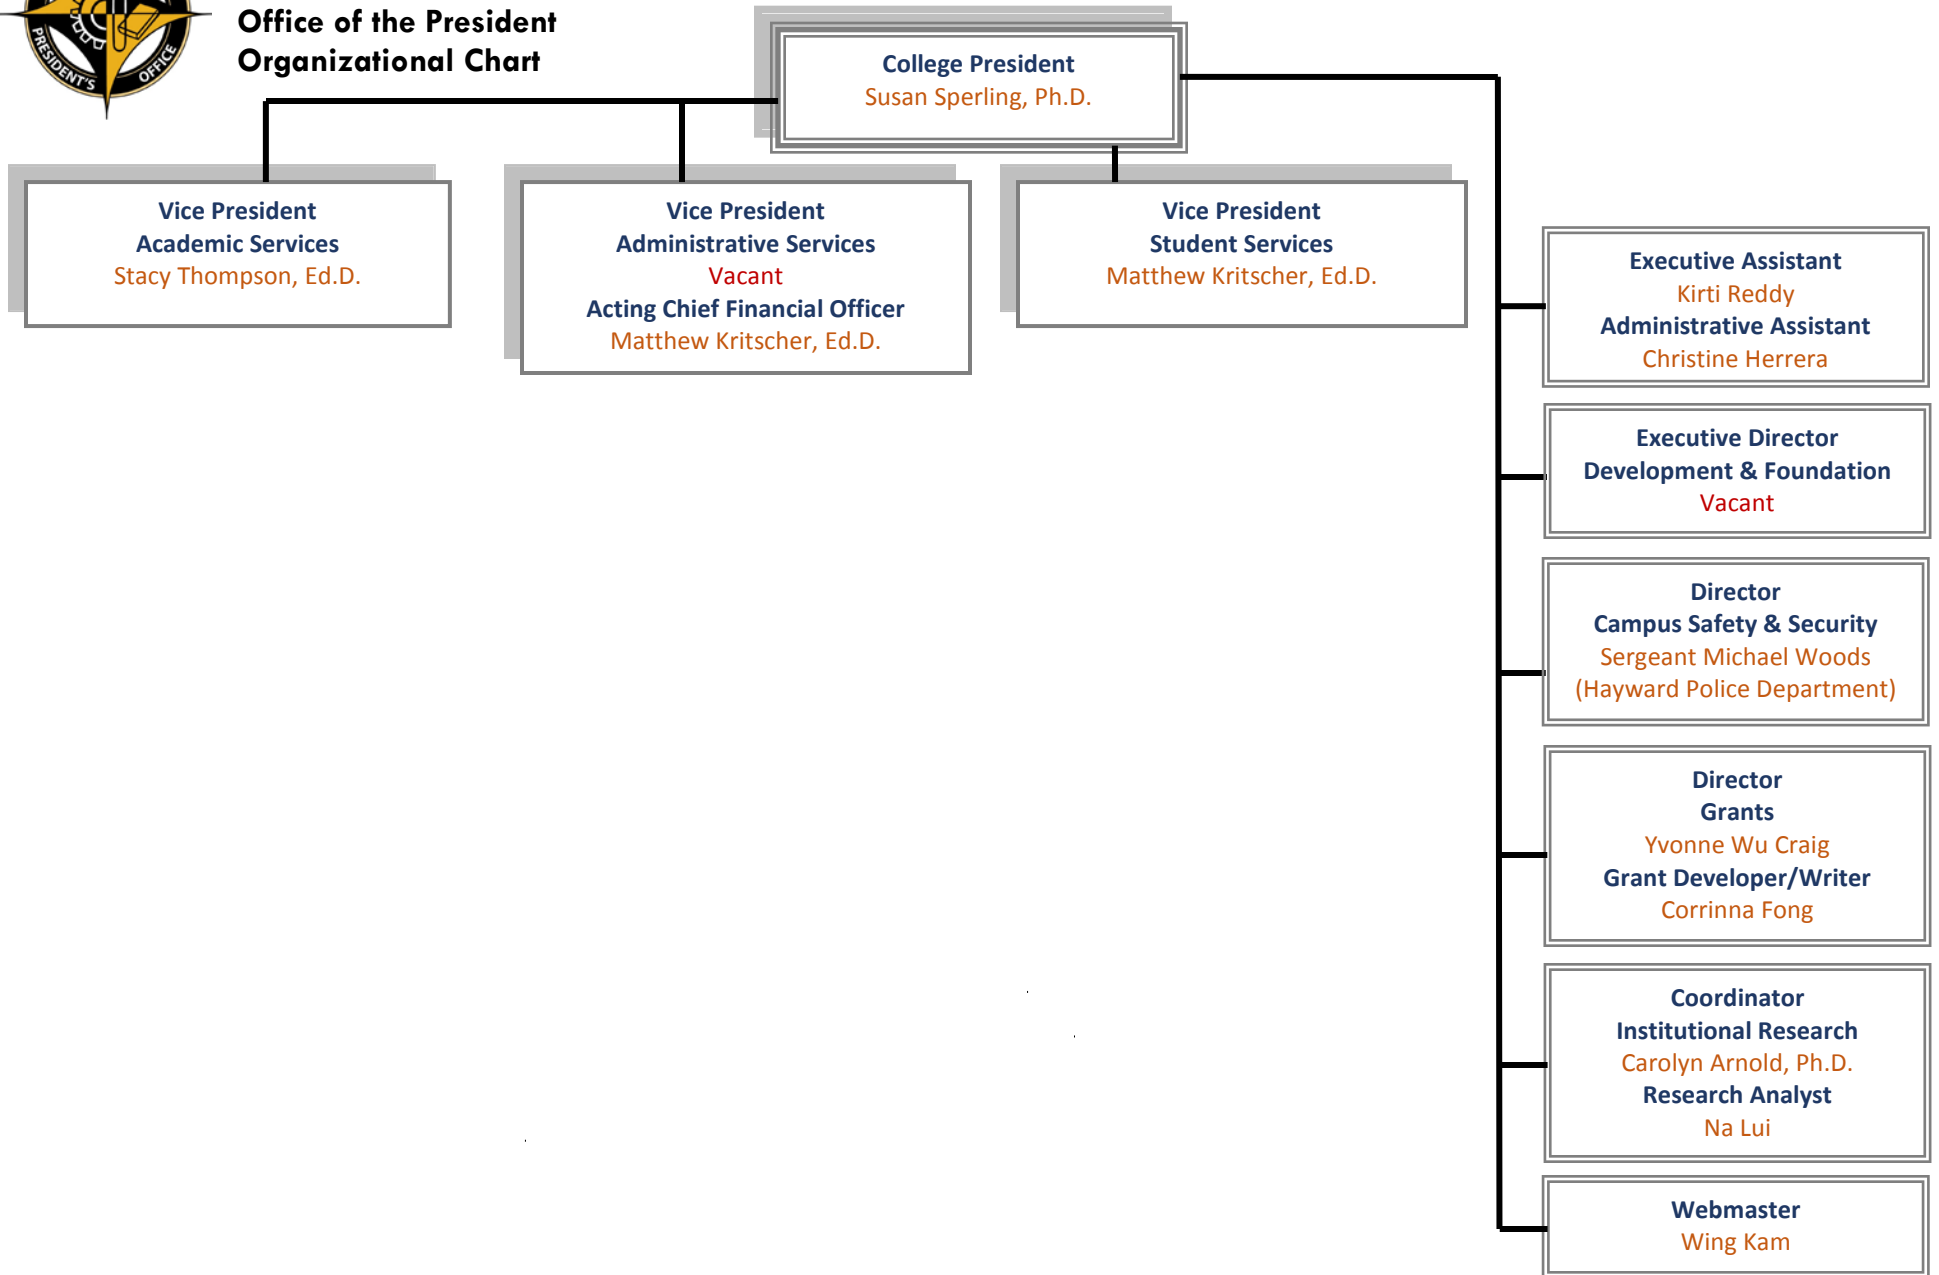 PRESIDENT'S OFFICE
Office of the President
Organizational Chart
College President
Susan Sperling, Ph.D.
Vice President
Academic Services
Stacy Thompson, Ed.D.
Vice President
Administrative Services
Vacant
Acting Chief Financial Officer
Matthew Kritscher, Ed.D.
Vice President
Student Services
Matthew Kritscher, Ed.D.
Executive Assistant
Kirti Reddy
Administrative Assistant
Christine Herrera
Executive Director
Development & Foundation
Vacant
Director
Campus Safety & Security
Sergeant Michael Woods
(Hayward Police Department)
Director
Grants
Yvonne Wu Craig
Grant Developer/Writer
Corrinna Fong
Coordinator
Institutional Research
Carolyn Arnold, Ph.D.
Research Analyst
Na Lui
Webmaster
Wing Kam